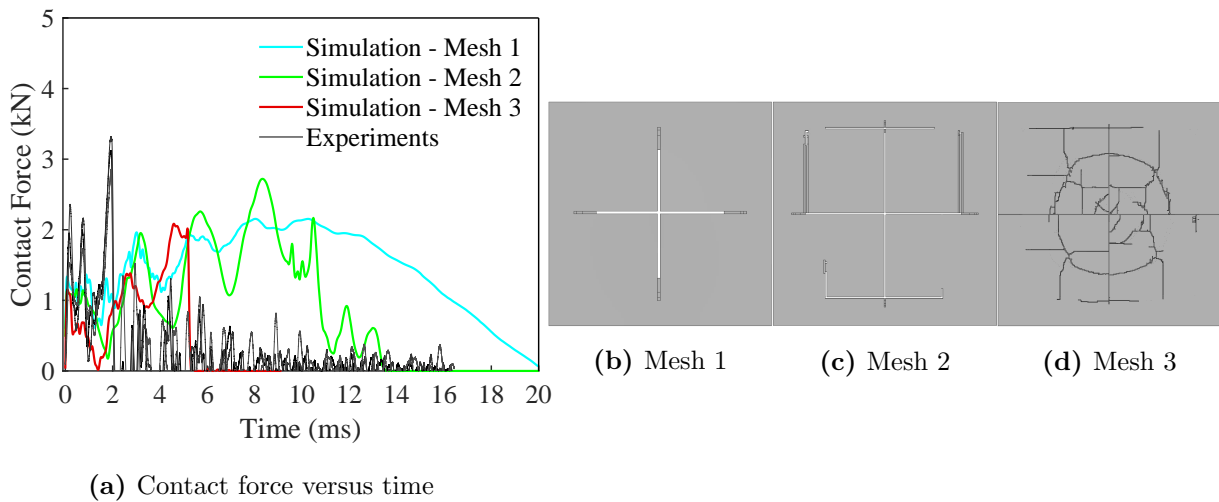 5
4
3
2
1
0
Contact Force (kN)
Simulation - Mesh 1
Simulation - Mesh 2
Simulation - Mesh 3
Experiments
0 2 4 6 8 10 12 14 16 18 20
Time (ms)
(a) Contact force versus time
(b) Mesh 1
(c) Mesh 2
(d) Mesh 3